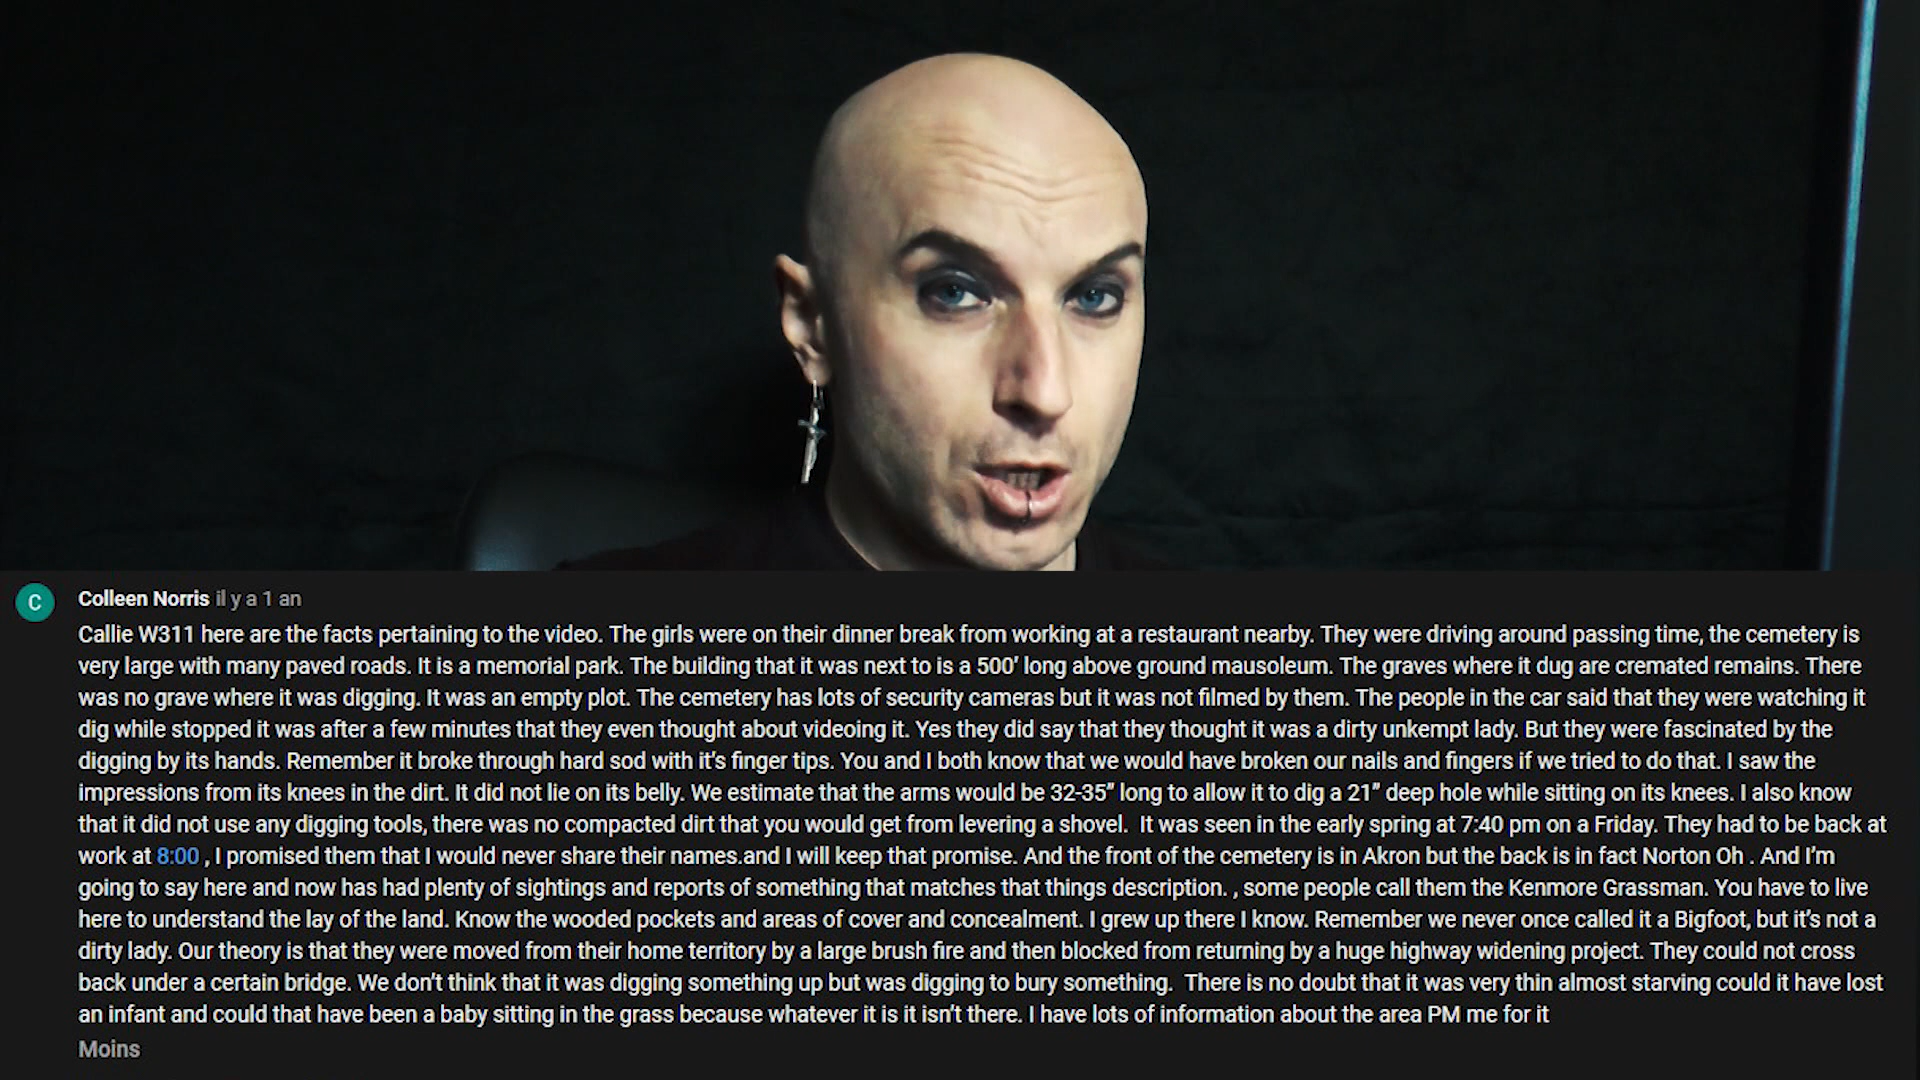 C
Colleen Norris il y a 1 an
Callie W311 here are the facts pertaining to the video. The girls were on their dinner break from working at a restaurant nearby. They were driving around passing time, the cemetery is
very large with many paved roads. It is a memorial park. The building that it was next to is a 500′ long above ground mausoleum. The graves where it dug are cremated remains. There
was no grave where it was digging. It was an empty plot. The cemetery has lots of security cameras but it was not filmed by them. The people in the car said that they were watching it
dig while stopped it was after a few minutes that they even thought about videoing it. Yes they did say that they thought it was a dirty unkempt lady. But they were fascinated by the
digging by its hands. Remember it broke through hard sod with it's finger tips. You and I both know that we would have broken our nails and fingers if we tried to do that. I saw the
impressions from its knees in the dirt. It did not lie on its belly. We estimate that the arms would be 32-35” long to allow it to dig a 21” deep hole while sitting on its knees. I also know
that it did not use any digging tools, there was no compacted dirt that you would get from levering a shovel.  It was seen in the early spring at 7:40 pm on a Friday. They had to be back at
work at 8:00 , I promised them that I would never share their names.and I will keep that promise. And the front of the cemetery is in Akron but the back is in fact Norton Oh . And I’m
going to say here and now has had plenty of sightings and reports of something that matches that things description. , some people call them the Kenmore Grassman. You have to live
here to understand the lay of the land. Know the wooded pockets and areas of cover and concealment. I grew up there I know. Remember we never once called it a Bigfoot, but it’s not a
dirty lady. Our theory is that they were moved from their home territory by a large brush fire and then blocked from returning by a huge highway widening project. They could not cross
back under a certain bridge. We don’t think that it was digging something up but was digging to bury something.  There is no doubt that it was very thin almost starving could it have lost
an infant and could that have been a baby sitting in the grass because whatever it is it isn’t there. I have lots of information about the area PM me for it
Moins